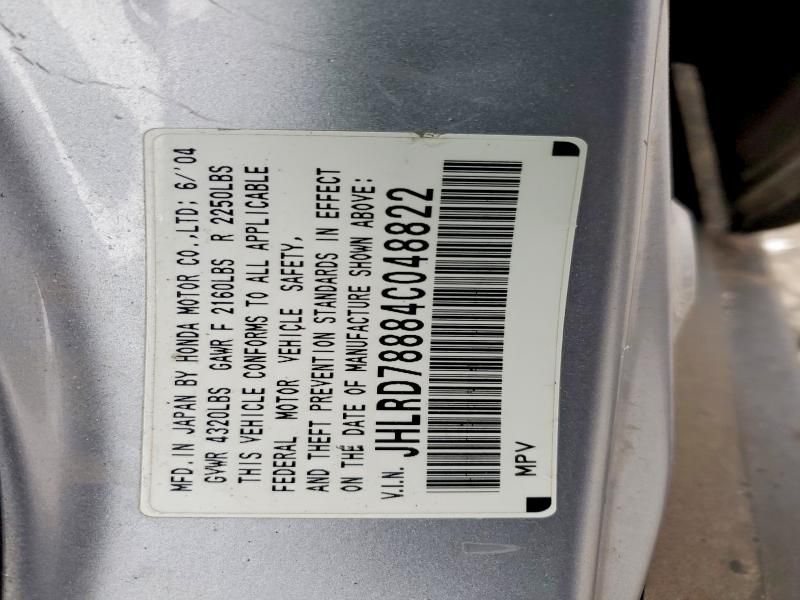 MFD. IN JAPAN BY HONDA MOTOR CO.,LTD; 6/'04
GVWR 4320LBS GAWR F 2160LBS R 2250LBS
THIS VEHICLE CONFORMS TO ALL APPLICABLE
FEDERAL MOTOR VEHICLE SAFETY,
AND THEFT PREVENTION STANDARDS IN EFFECT
ON THE DATE OF MANUFACTURE SHOWN ABOVE:
V.I.N. JHLRD78884C048822
MPV